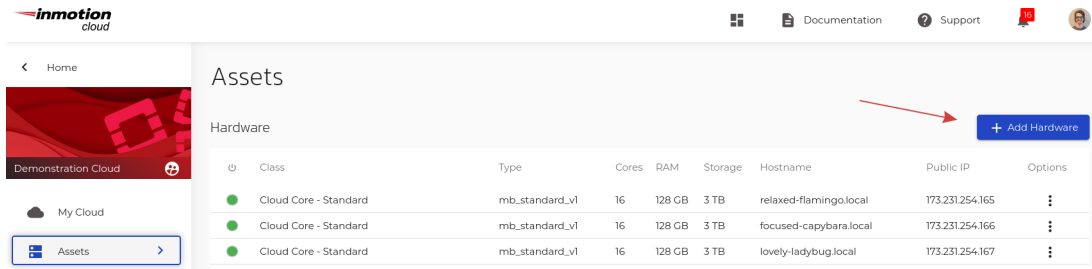 inmotion
cloud
Documentation
Support
16
Home
Demonstration Cloud
My Cloud
Assets
Assets
Hardware
+ Add Hardware
Class Type Cores RAM Storage Hostname Public IP Options
Cloud Core - Standard mb_standard_v1 16 128 GB 3 TB relaxed-flamingo.local 173.231.254.165
Cloud Core - Standard mb_standard_v1 16 128 GB 3 TB focused-capybara.local 173.231.254.166
Cloud Core - Standard mb_standard_v1 16 128 GB 3 TB lovely-ladybug.local 173.231.254.167